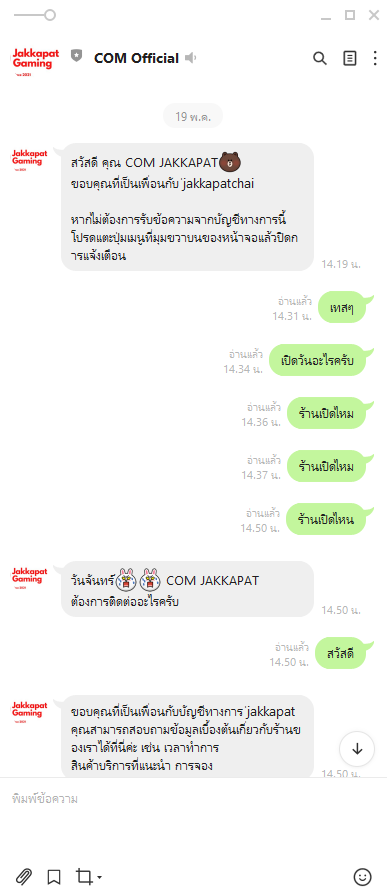 Jakkapat
Gaming
COM Official
19 พ.ค.
Jakkapat
Gaming
สวัสดี คุณ COM JAKKAPAT
ขอบคุณที่เป็นเพื่อนกับ ่jakkapatchai
หากไม่ต้องการรับข้อความจากบัญชีทางการนี้
โปรดแตะปุ่มเมนูที่มุมขวาบนของหน้าจอแล้วปิดก
ารแจ้งเตือน
14.19 น.
อ่านแล้ว
14.31 น.
เทสๆ
อ่านแล้ว
14.34 น.
เปิดวันอะไรครับ
อ่านแล้ว
14.36 น.
ร้านเปิดไหม
อ่านแล้ว
14.37 น.
ร้านเปิดไหม
อ่านแล้ว
14.50 น.
ร้านเปิดไหน
Jakkapat
Gaming
วันจันทร์ COM JAKKAPAT
ต้องการติดต่ออะไรครับ
14.50 น.
อ่านแล้ว
14.50 น.
สวัสดี
Jakkapat
Gaming
ขอบคุณที่เป็นเพื่อนกับบัญชีทางการ ่jakkapat
คุณสามารถสอบถามข้อมูลเบื้องต้นเกี่ยวกับร้านข
องเราได้ที่นี่ค่ะ เช่น เวลาทำการ
สินค้าบริการที่แนะนำ การจอง
14.50 น.
พิมพ์ข้อความ